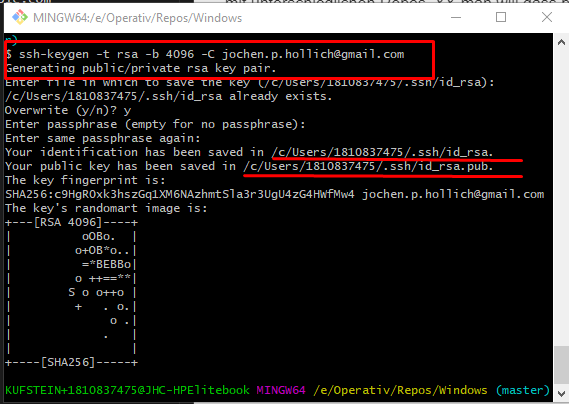 MINGW64:/e/Operativ/Repos/Windows
$ ssh-keygen -t rsa -b 4096 -C jochen.p.hollich@gmail.com
Generating public/private rsa key pair.
Enter file in which to save the key (/c/Users/1810837475/.ssh/id_rsa):
/c/Users/1810837475/.ssh/id_rsa already exists.
Overwrite (y/n)? y
Enter passphrase (empty for no passphrase):
Enter same passphrase again:
Your identification has been saved in /c/Users/1810837475/.ssh/id_rsa.
Your public key has been saved in /c/Users/1810837475/.ssh/id_rsa.pub.
The key fingerprint is:
SHA256:c9HgROxk3hszGq1XM6NAzhmtSla3r3UgU4zG4HWfMw4 jochen.p.hollich@gmail.com
The key's randomart image is:
+---[RSA 4096]----+
|          oOBo.  |
|         o+OB*o..|
|          =*BEBBo|
|         o ++==**|
|        S o o++o |
|         +   . o.|
|              o .|
|             .   |
|                 |
+----[SHA256]-----+
KUFSTEIN+1810837475@JHC-HPElitebook MINGW64 /e/Operativ/Repos/Windows (master)